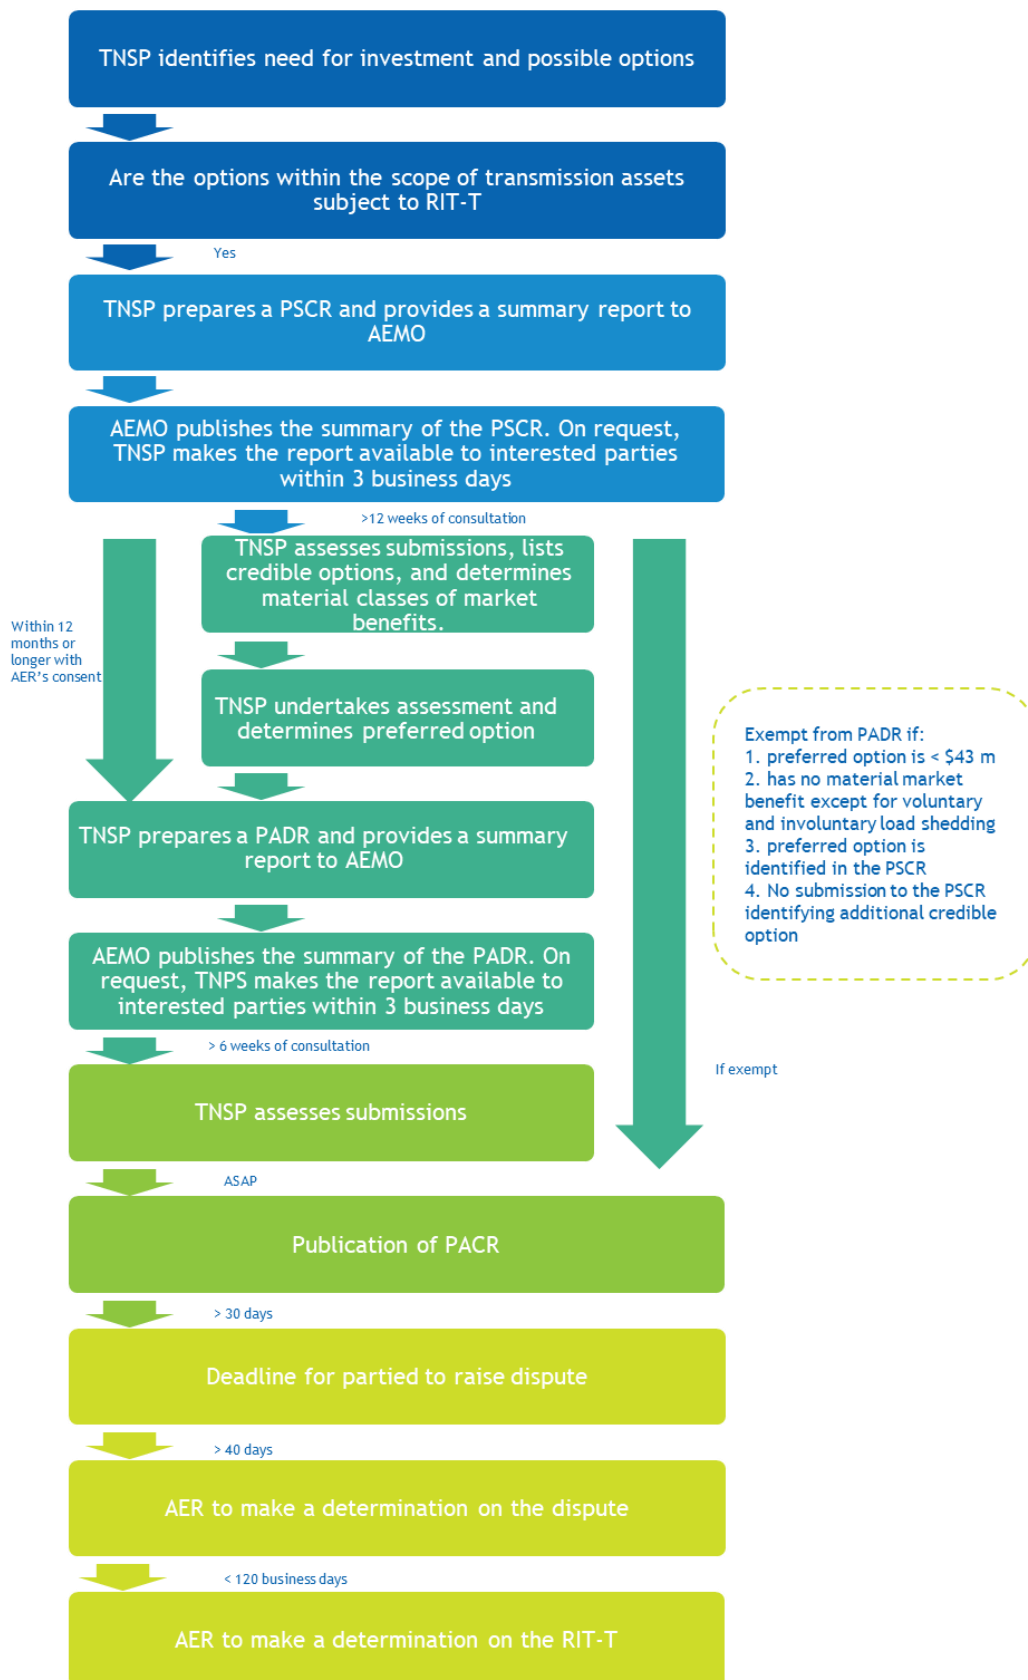 TNSP identifies need for investment and possible options
Are the options within the scope of transmission assets
subject to RIT-T
Yes
TNSP prepares a PSCR and provides a summary report to
AEMO
AEMO publishes the summary of the PSCR. On request,
TNSP makes the report available to interested parties
within 3 business days
>12 weeks of consultation
TNSP assesses submissions, lists
credible options, and determines
material classes of market
benefits.
Within 12
months or
longer with
AER's consent
TNSP undertakes assessment and
determines preferred option
Exempt from PADR if:
1. preferred option is < $43 m
2. has no material market
benefit except for voluntary
and involuntary load shedding
3. preferred option is
identified in the PSCR
4. No submission to the PSCR
identifying additional credible
option
TNSP prepares a PADR and provides a summary
report to AEMO
AEMO publishes the summary of the PADR. On
request, TNPS makes the report available to
interested parties within 3 business days
> 6 weeks of consultation
If exempt
TNSP assesses submissions
ASAP
Publication of PACR
> 30 days
Deadline for partied to raise dispute
> 40 days
AER to make a determination on the dispute
< 120 business days
AER to make a determination on the RIT-T